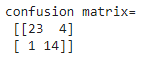 confusion matrix=
[[23  4]
 [ 1 14]]